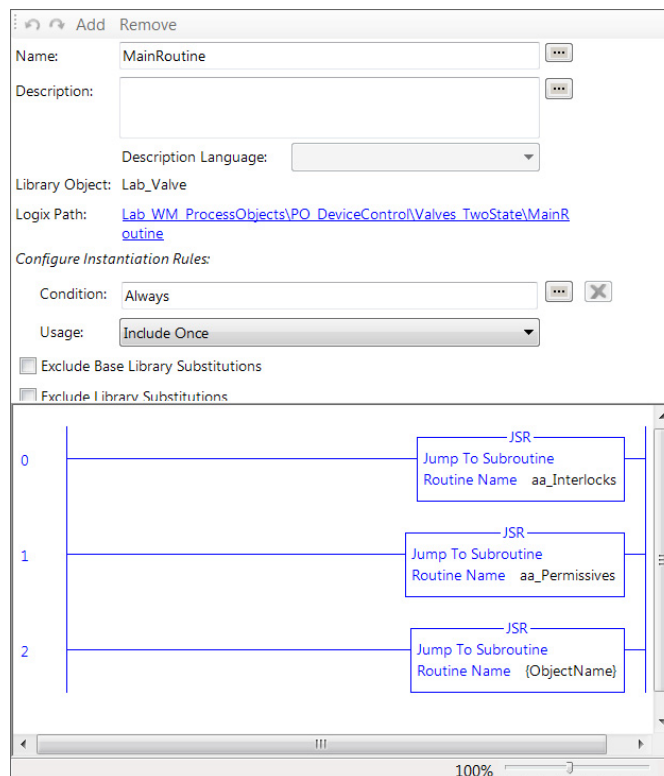 Add Remove
Name: MainRoutine
Description:
Description Language:
Library Object: Lab_Valve
Logix Path: Lab_WM_ProcessObjects\PO_DeviceControl\Valves_TwoState\MainR
outine
Configure Instantiation Rules:
Condition: Always
Usage: Include Once
Exclude Base Library Substitutions
Exclude Library Substitutions
JSR
0 Jump To Subroutine
Routine Name aa_Interlocks
JSR
1 Jump To Subroutine
Routine Name aa_Permissives
JSR
2 Jump To Subroutine
Routine Name {ObjectName}
100%